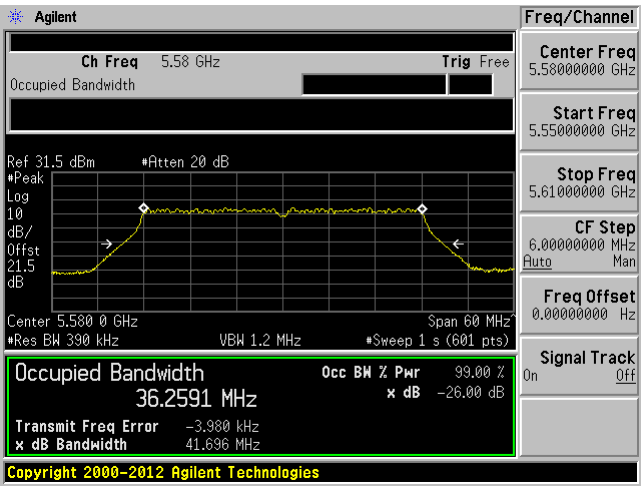 Agilent
Freq/Channel
Ch Freq 5.58 GHz Trig Free
Occupied Bandwidth
Center Freq
5.58000000 GHz
Start Freq
5.55000000 GHz
Stop Freq
5.61000000 GHz
CF Step
6.00000000 MHz
Auto Man
Freq Offset
0.00000000 Hz
Signal Track
On Off
Ref 31.5 dBm #Atten 20 dB
#Peak
Log
10
dB/
Offst
21.5
dB
Center 5.580 0 GHz Span 60 MHz^
#Res BW 390 kHz VBW 1.2 MHz #Sweep 1 s (601 pts)
Occupied Bandwidth Occ BW % Pwr 99.00 %
36.2591 MHz x dB -26.00 dB
Transmit Freq Error -3.980 kHz
x dB Bandwidth 41.696 MHz
Copyright 2000-2012 Agilent Technologies